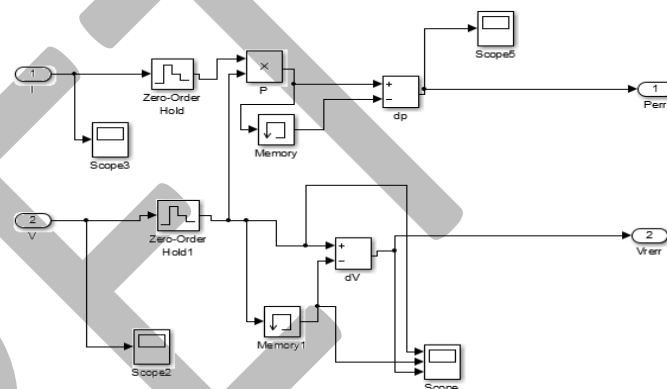 Scope5
1
I
Zero-Order
Hold
×
P
+
−
dp
1
Perr
Scope3
Memory
2
V
Zero-Order
Hold1
+
−
dV
2
Vrerr
Memory1
Scope2
Scope